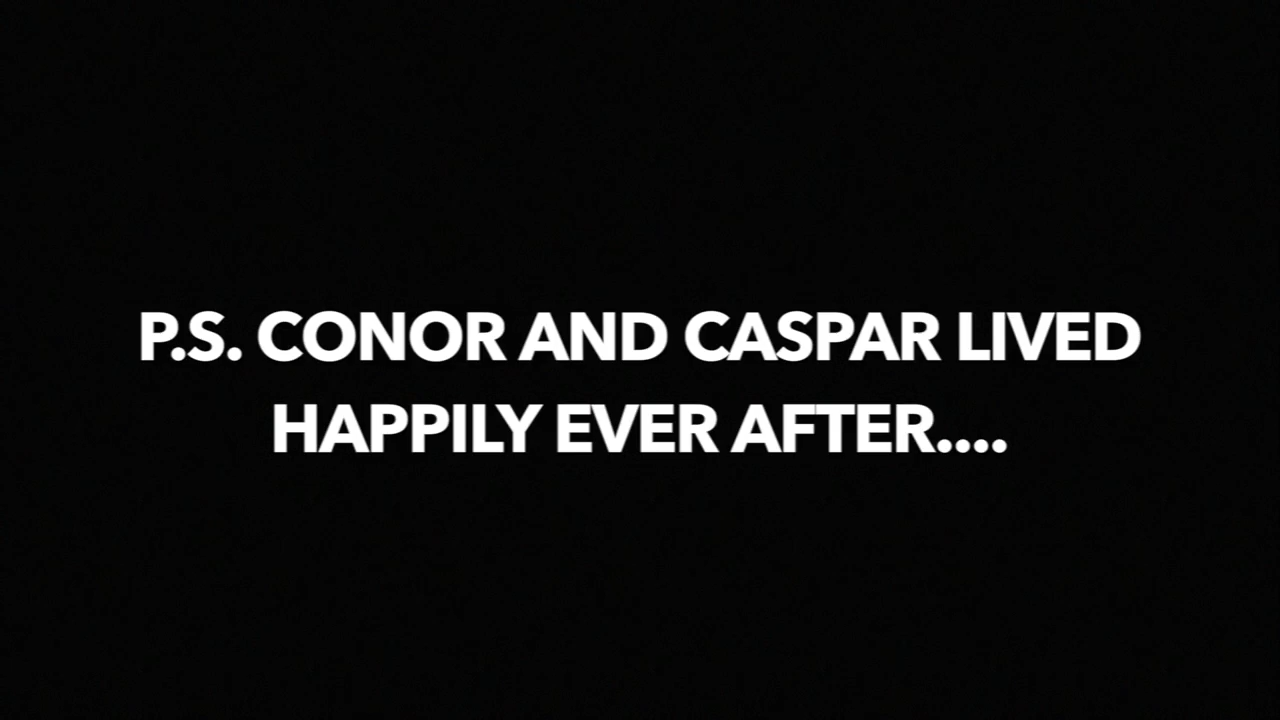 P.S. CONOR AND CASPAR LIVED
HAPPILY EVER AFTER....